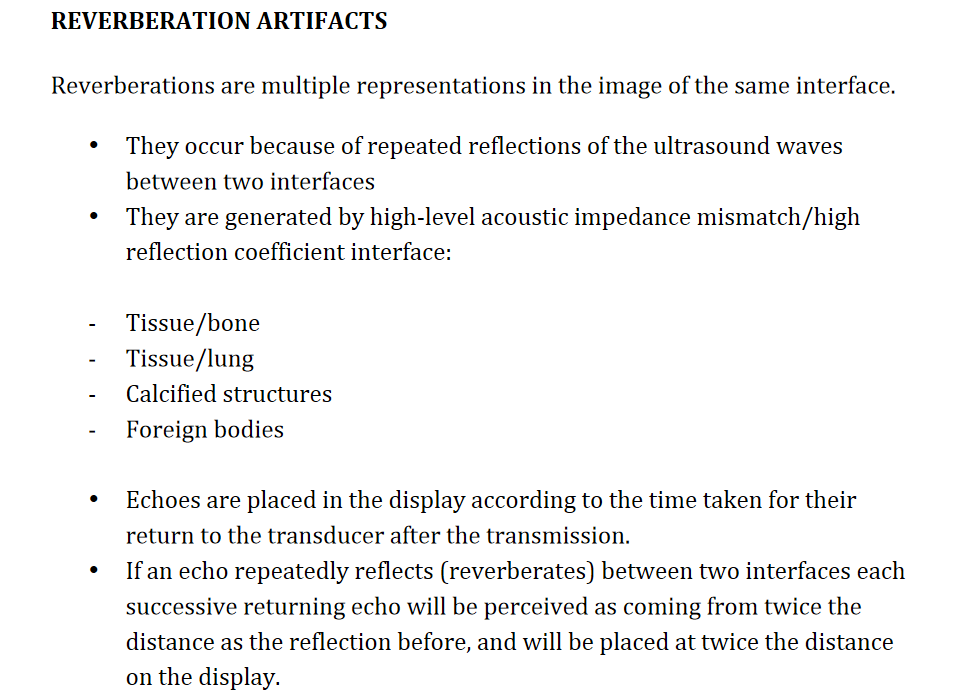 REVERBERATION ARTIFACTS
Reverberations are multiple representations in the image of the same interface.
• They occur because of repeated reflections of the ultrasound waves
between two interfaces
• They are generated by high-level acoustic impedance mismatch/high
reflection coefficient interface:
- Tissue/bone
- Tissue/lung
- Calcified structures
- Foreign bodies
• Echoes are placed in the display according to the time taken for their
return to the transducer after the transmission.
• If an echo repeatedly reflects (reverberates) between two interfaces each
successive returning echo will be perceived as coming from twice the
distance as the reflection before, and will be placed at twice the distance
on the display.